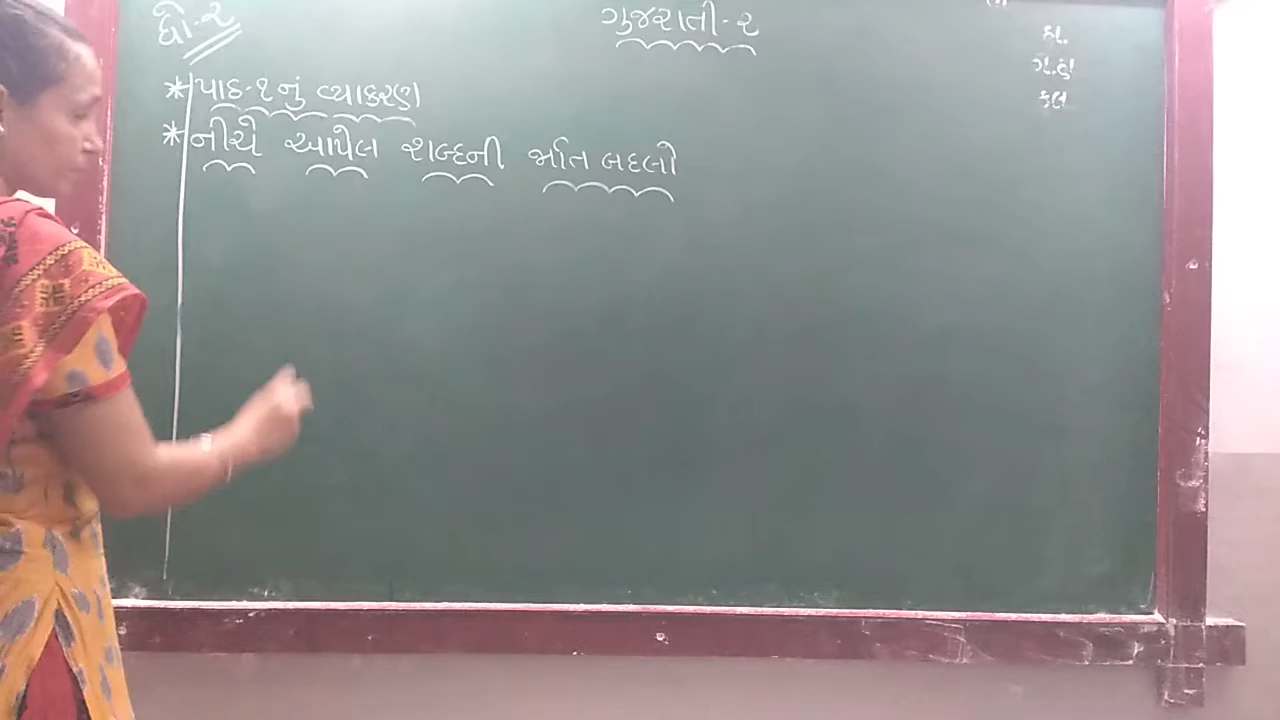 ધો-૨
ગુજરાતી-૨
*પાઠ-૧નું વ્યાકરણ
*નીચે આપેલ શબ્દની જાતિ બદલો